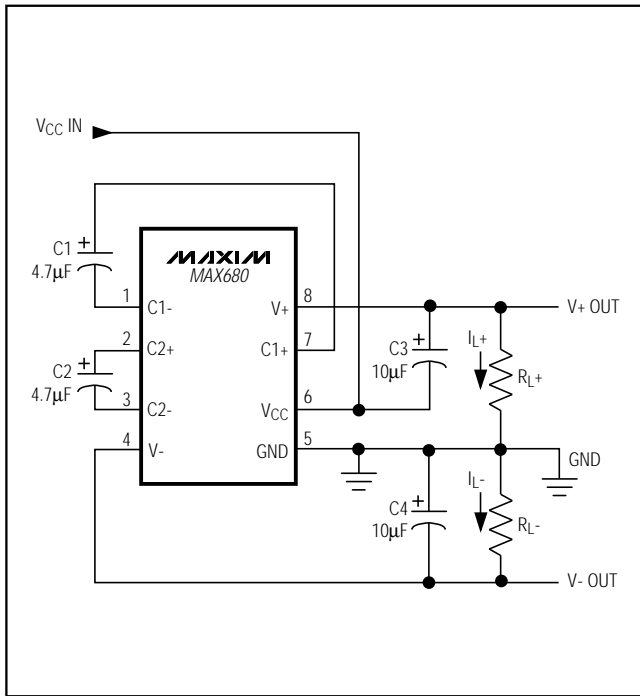 VCC IN
C1 +
4.7μF
MAXIM
MAX680
1 C1-
V+ 8
V+ OUT
2 C2+
C1+ 7
C2 +
4.7μF
3 C2-
+
C3
10μF
IL+
RL+
VCC 6
4 V-
GND 5
GND
+
C4
10μF
IL-
RL-
V- OUT